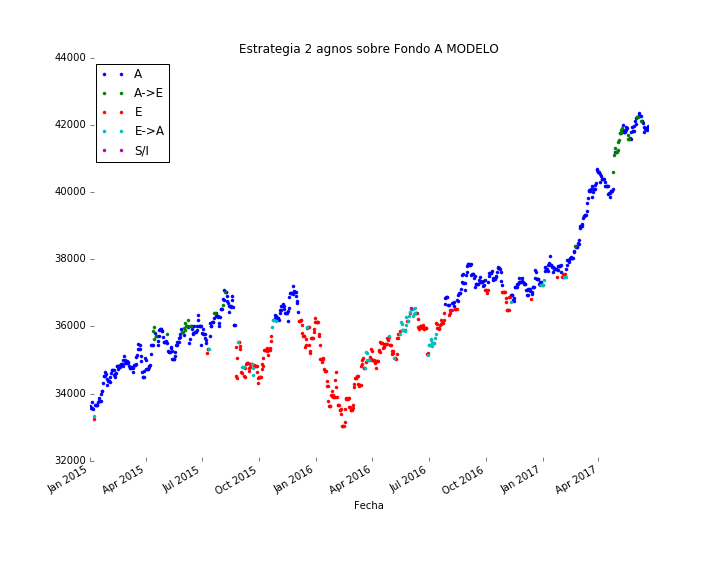 Estrategia 2 agnos sobre Fondo A MODELO
44000
42000
40000
38000
36000
34000
32000
A
A->E
E
E->A
S/I
Jan 2015
Apr 2015
Jul 2015
Oct 2015
Jan 2016
Apr 2016
Jul 2016
Oct 2016
Jan 2017
Apr 2017
Fecha